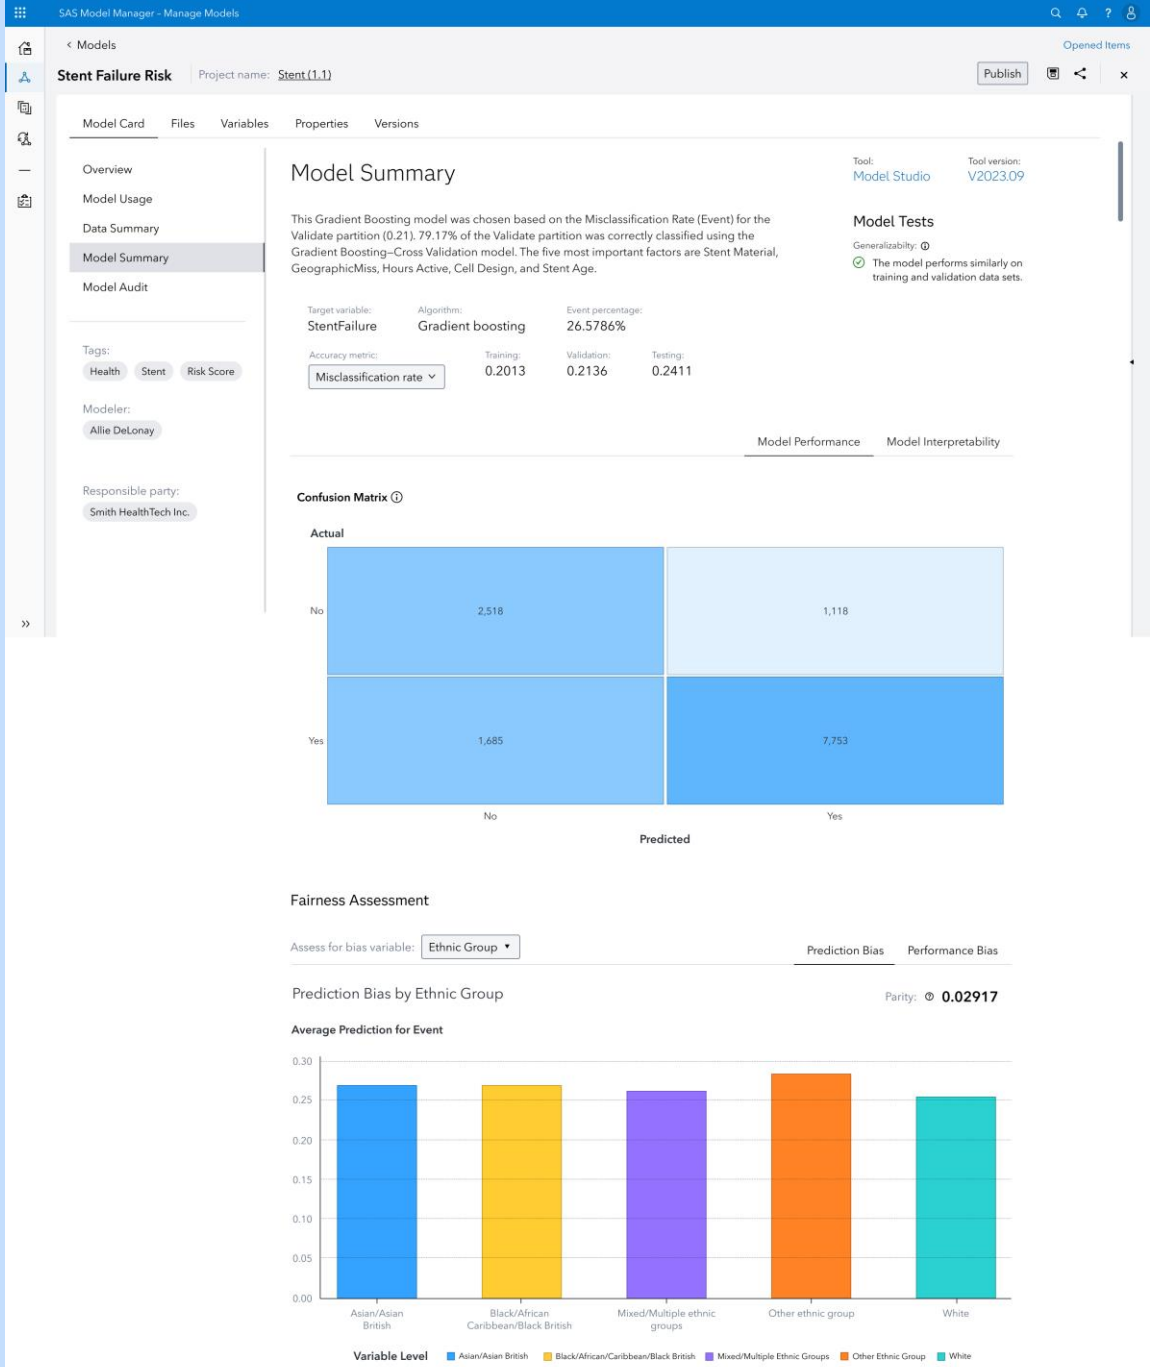 SAS Model Manager - Manage Models
?
< Models
Opened Items
Stent Failure Risk
Project name: Stent (1.1)
Publish
Model Card Files Variables Properties Versions
Overview
Model Usage
Data Summary
Model Summary
Model Audit
Tags:
Health Stent Risk Score
Modeler:
Allie DeLonay
Responsible party:
Smith HealthTech Inc.
Model Summary
This Gradient Boosting model was chosen based on the Misclassification Rate (Event) for the
Validate partition (0.21). 79.17% of the Validate partition was correctly classified using the
Gradient Boosting–Cross Validation model. The five most important factors are Stent Material,
GeographicMiss, Hours Active, Cell Design, and Stent Age.
Tool: Tool version:
Model Studio V2023.09
Model Tests
Generalizabilty:
The model performs similarly on
training and validation data sets.
Target variable: Algorithm: Event percentage:
StentFailure Gradient boosting 26.5786%
Accuracy metric: Training: Validation: Testing:
Misclassification rate 0.2013 0.2136 0.2411
Model Performance Model Interpretability
Confusion Matrix
Actual
No 2,518 1,118
Yes 1,685 7,753
No Yes
Predicted
Fairness Assessment
Assess for bias variable: Ethnic Group
Prediction Bias Performance Bias
Prediction Bias by Ethnic Group
Parity: 0.02917
Average Prediction for Event
0.30
0.25
0.20
0.15
0.10
0.05
0.00
Asian/Asian
British
Black/African
Caribbean/Black British
Mixed/Multiple ethnic
groups
Other ethnic group
White
Variable Level Asian/Asian British Black/African/Caribbean/Black British Mixed/Multiple Ethnic Groups Other Ethnic Group White